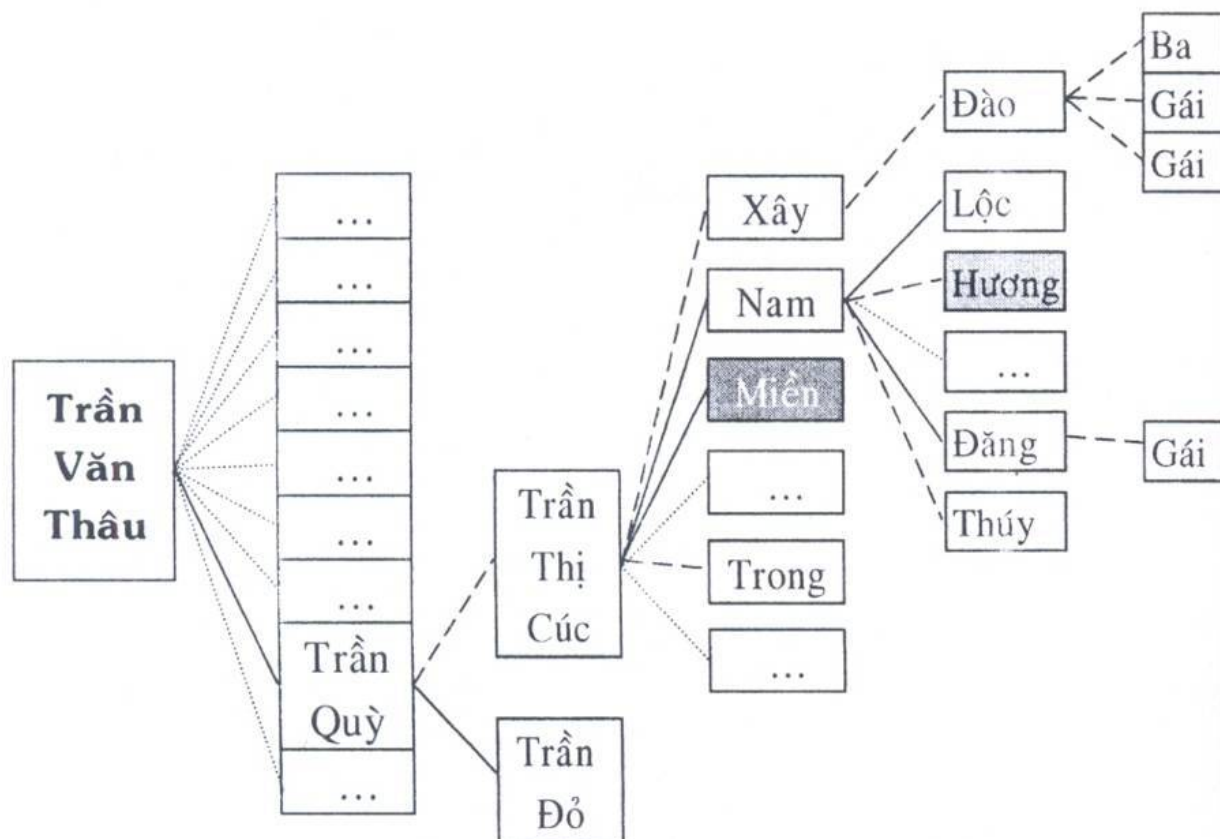 Trần
Văn
Thâu
...
...
...
...
...
...
...
Trần
Quỳ
...
Trần
Thị
Cúc
Trần
Đỏ
Xây
Nam
Miền
...
Trong
...
Đào
Lộc
Hương
...
Đăng
Thúy
Ba
Gái
Gái
Gái